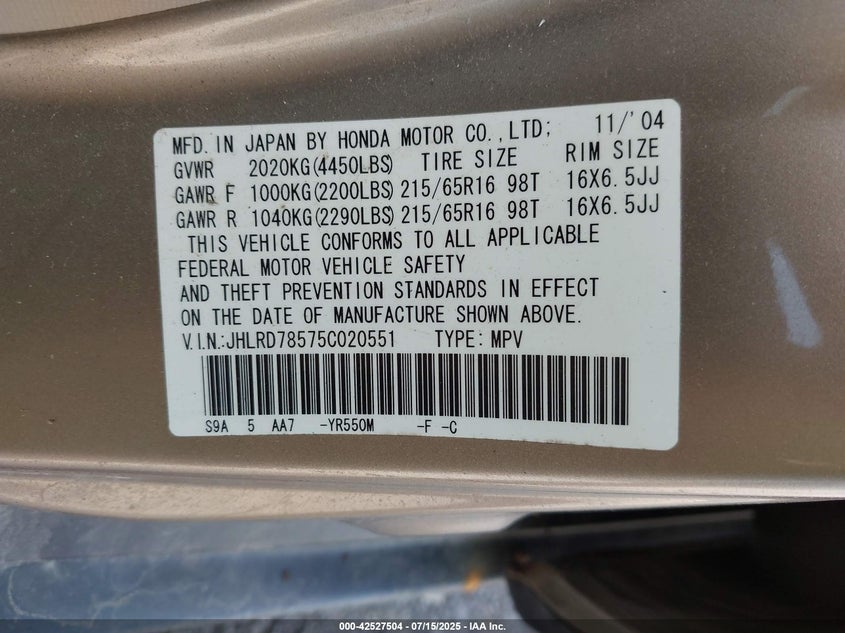 MFD. IN JAPAN BY HONDA MOTOR CO., LTD; 11/'04
GVWR 2020KG(4450LBS) TIRE SIZE RIM SIZE
GAWR F 1000KG(2200LBS) 215/65R16 98T 16X6.5JJ
GAWR R 1040KG(2290LBS) 215/65R16 98T 16X6.5JJ
THIS VEHICLE CONFORMS TO ALL APPLICABLE
FEDERAL MOTOR VEHICLE SAFETY
AND THEFT PREVENTION STANDARDS IN EFFECT
ON THE DATE OF MANUFACTURE SHOWN ABOVE.
V.I.N.:JHLRD78575C020551 TYPE: MPV
S9A 5 AA7 -YR550M -F -C
000-42527504 - 07/15/2025 - IAA Inc.